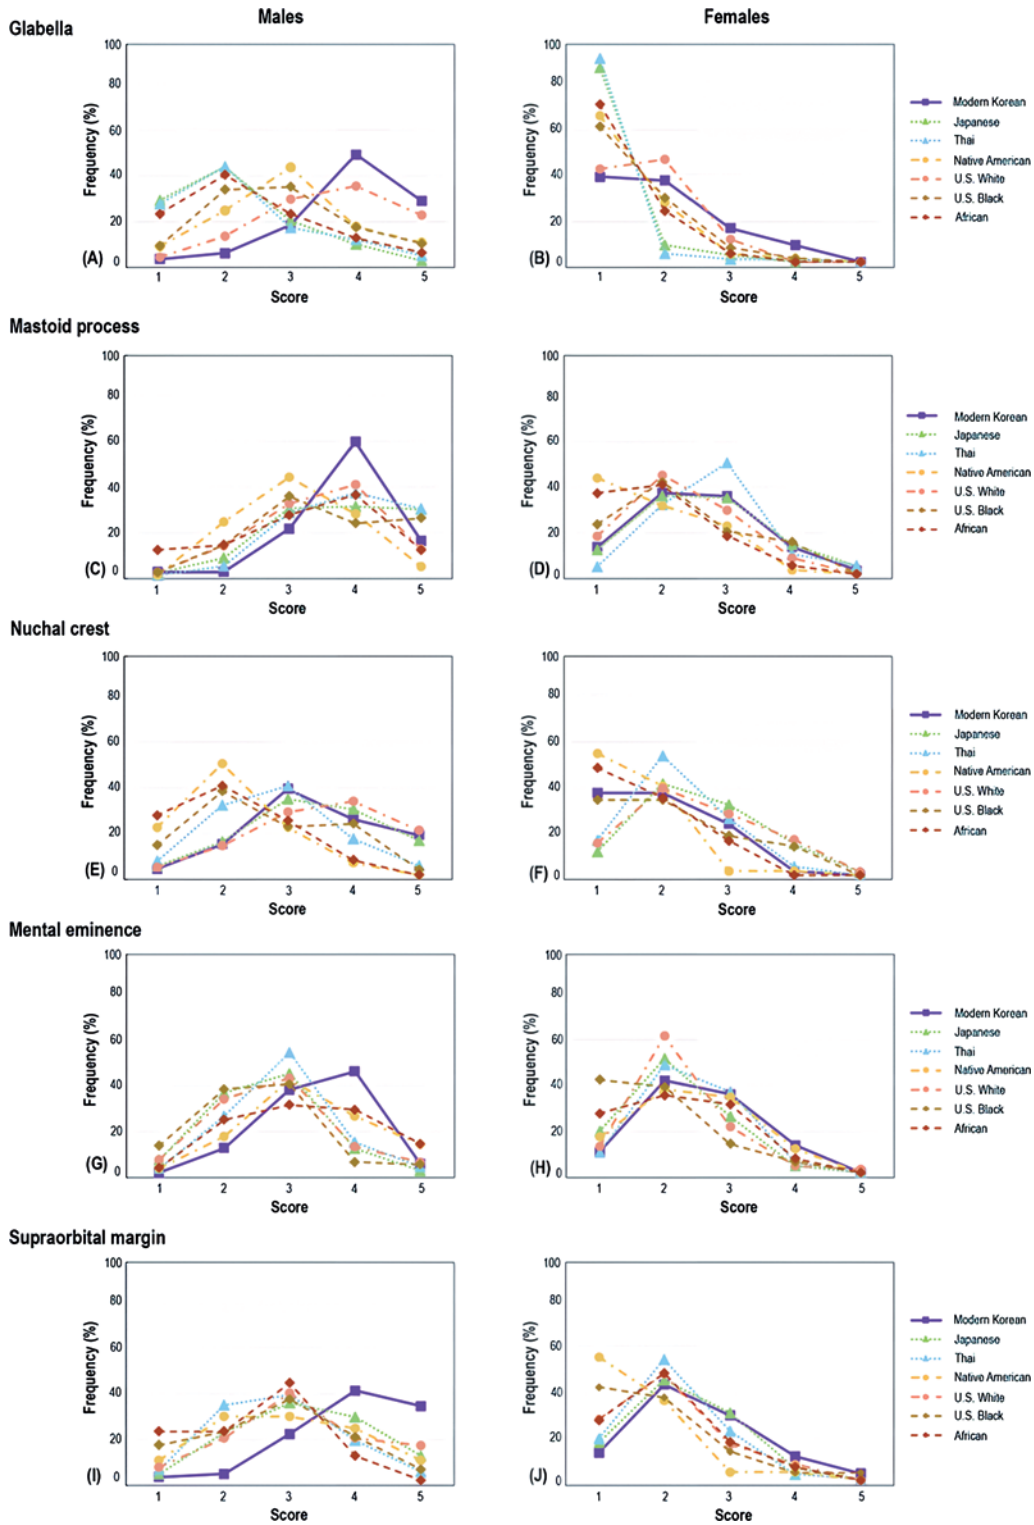 Males
Females
Glabella
Frequency (%)
100
80
60
40
20
0
(A)
1 2 3 4 5
Score
Frequency (%)
100
80
60
40
20
0
(B)
1 2 3 4 5
Score
Modern Korean
Japanese
Thai
Native American
U.S. White
U.S. Black
African
Mastoid process
Frequency (%)
100
80
60
40
20
0
(C)
1 2 3 4 5
Score
Frequency (%)
100
80
60
40
20
0
(D)
1 2 3 4 5
Score
Modern Korean
Japanese
Thai
Native American
U.S. White
U.S. Black
African
Nuchal crest
Frequency (%)
100
80
60
40
20
0
(E)
1 2 3 4 5
Score
Frequency (%)
100
80
60
40
20
0
(F)
1 2 3 4 5
Score
Modern Korean
Japanese
Thai
Native American
U.S. White
U.S. Black
African
Mental eminence
Frequency (%)
100
80
60
40
20
0
(G)
1 2 3 4 5
Score
Frequency (%)
100
80
60
40
20
0
(H)
1 2 3 4 5
Score
Modern Korean
Japanese
Thai
Native American
U.S. White
U.S. Black
African
Supraorbital margin
Frequency (%)
100
80
60
40
20
0
(I)
1 2 3 4 5
Score
Frequency (%)
100
80
60
40
20
0
(J)
1 2 3 4 5
Score
Modern Korean
Japanese
Thai
Native American
U.S. White
U.S. Black
African